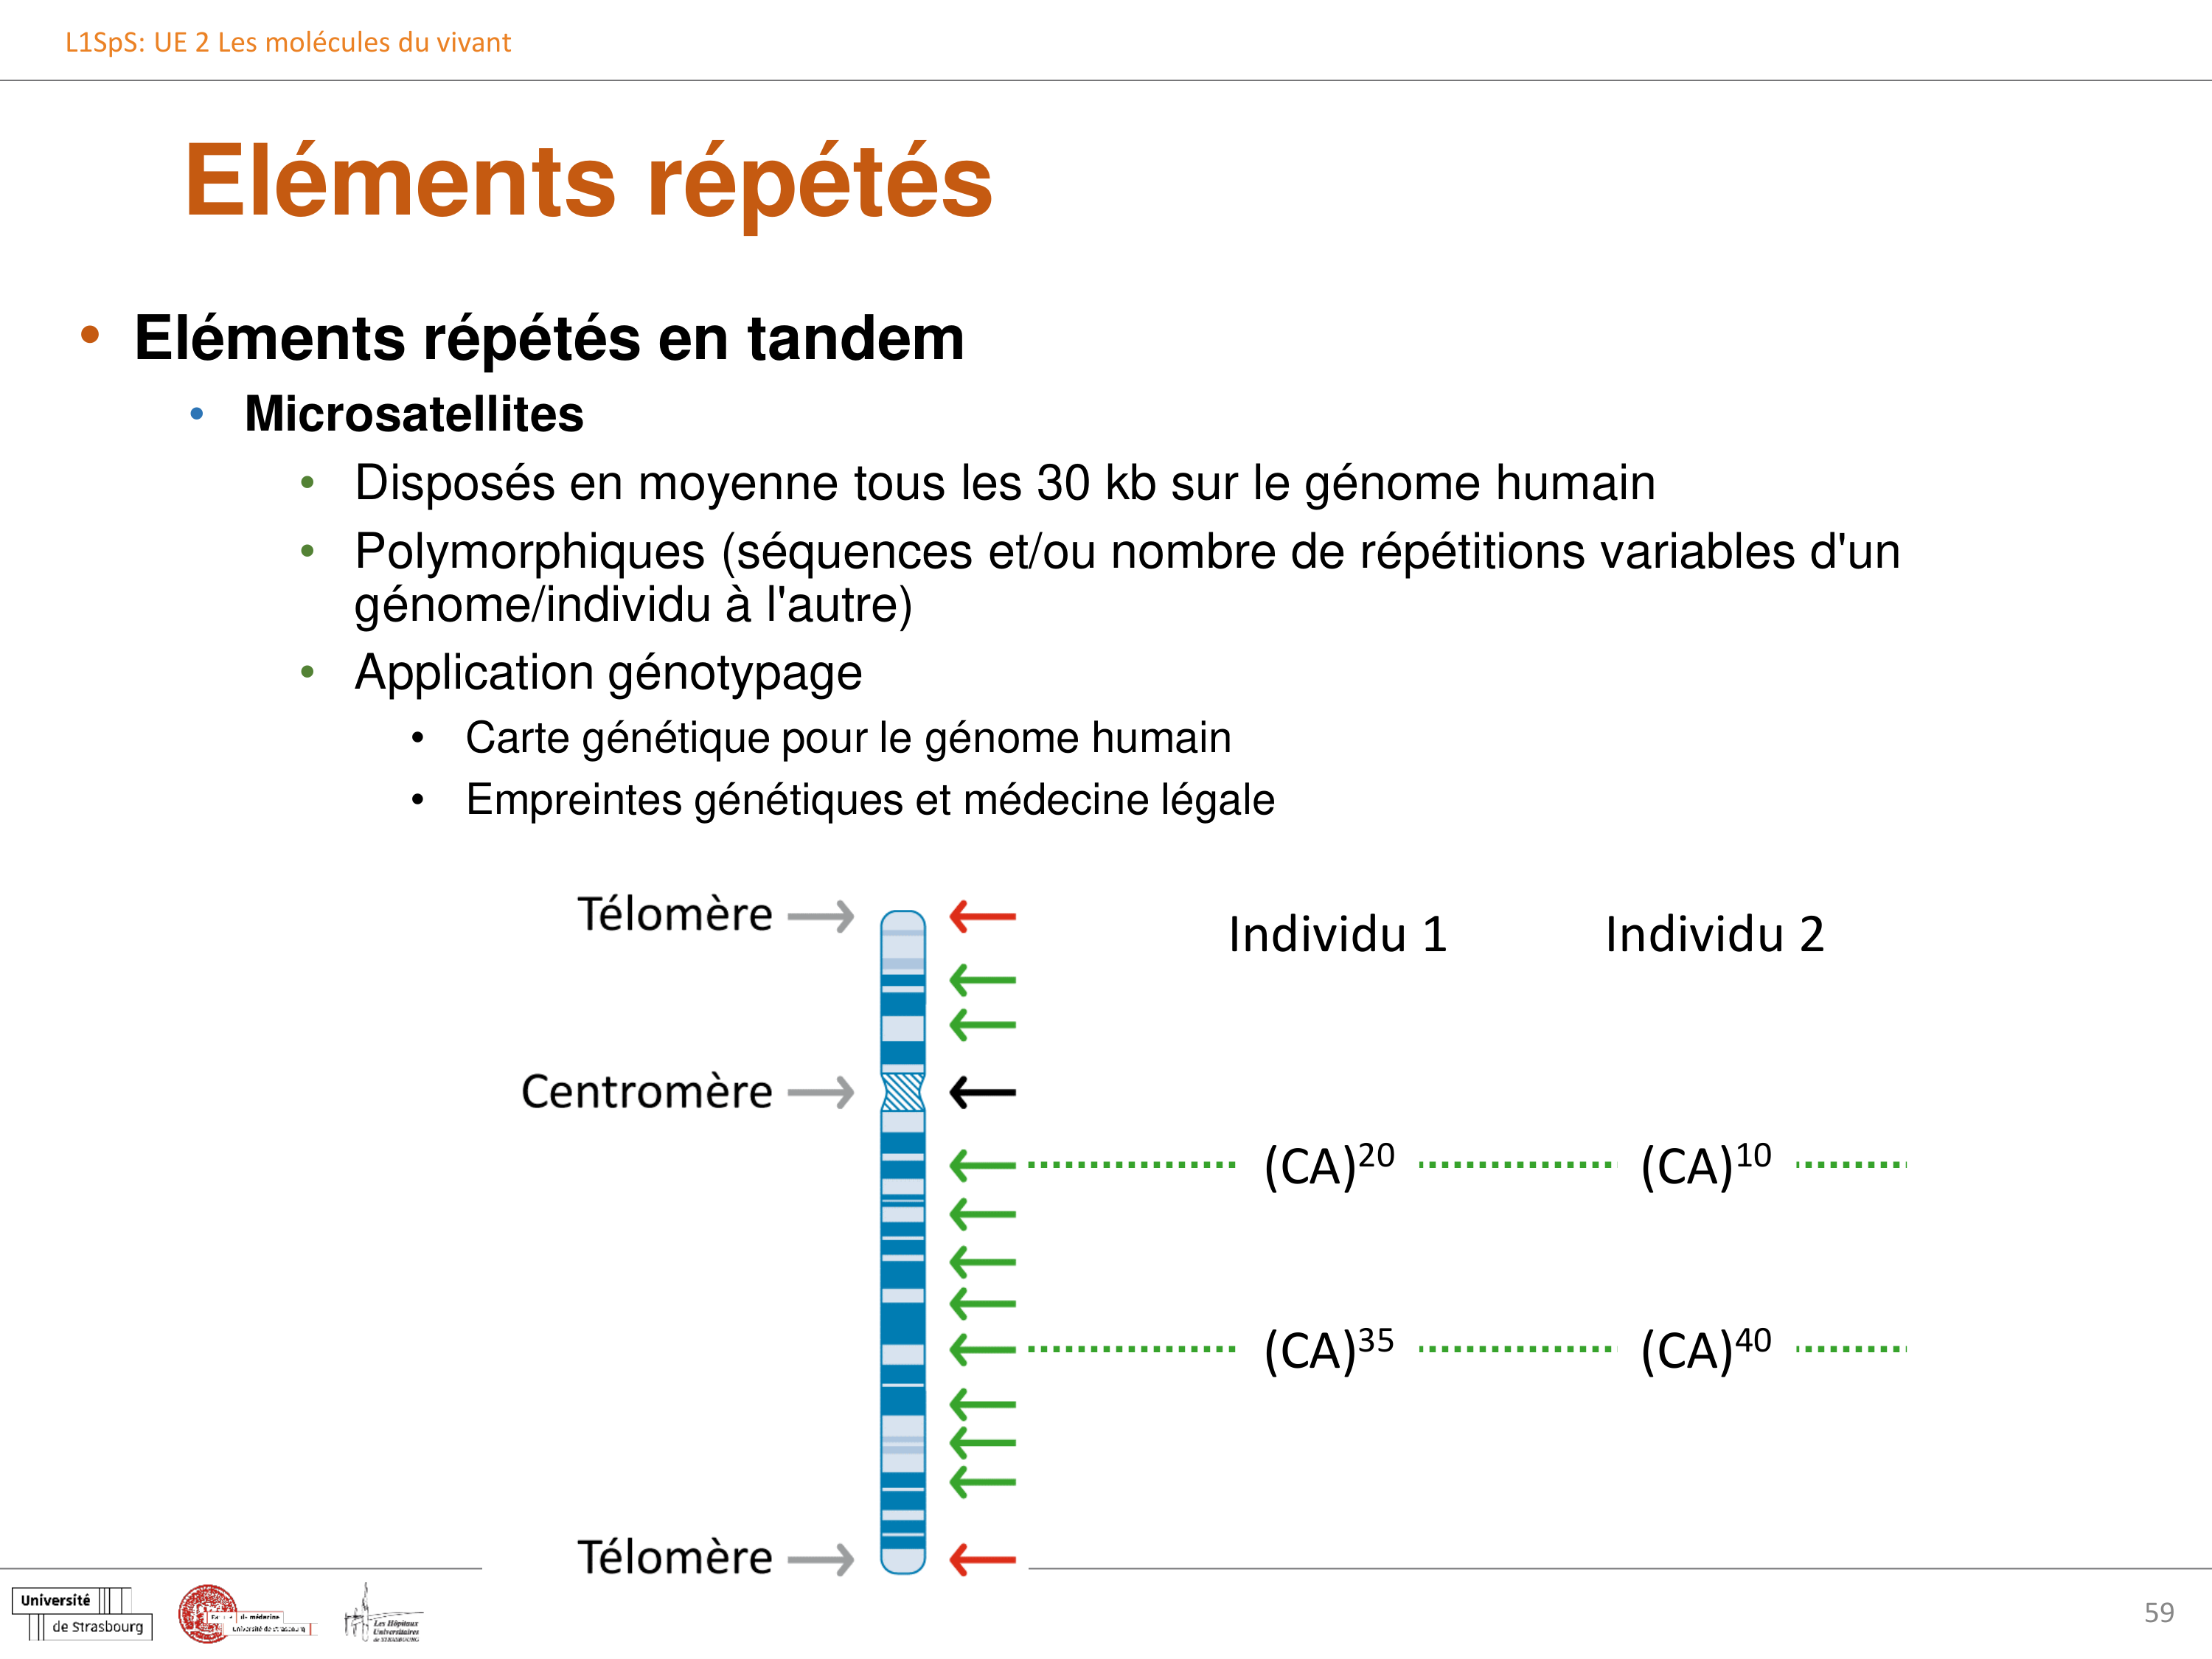 L1SpS: UE 2 Les molécules du vivant
Eléments répétés
• Eléments répétés en tandem
• Microsatellites
• Disposés en moyenne tous les 30 kb sur le génome humain
• Polymorphiques (séquences et/ou nombre de répétitions variables d'un
génome/individu à l'autre)
• Application génotypage
• Carte génétique pour le génome humain
• Empreintes génétiques et médecine légale
Télomère
Individu 1 Individu 2
Centromère
(CA)²⁰ (CA)¹⁰
(CA)³⁵ (CA)⁴⁰
Télomère
Université
de Strasbourg
de médecine
Université de Strasbourg
Les Hôpitaux
Universitaires
de STRASBOURG
59